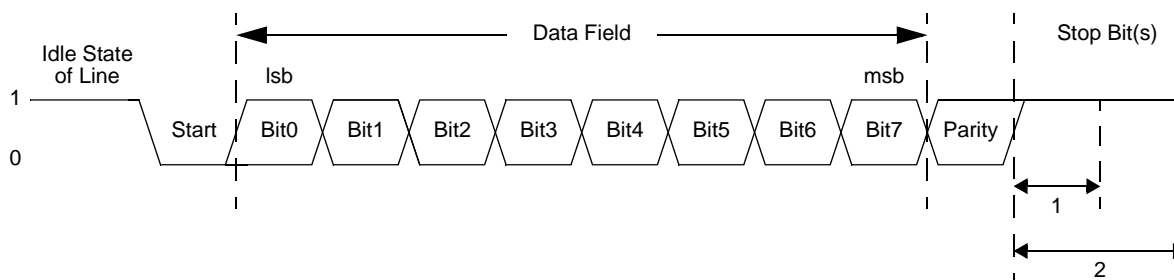 Data Field
Stop Bit(s)
Idle State
of Line
lsb
msb
1
Start
Bit0
Bit1
Bit2
Bit3
Bit4
Bit5
Bit6
Bit7
Parity
0
1
2